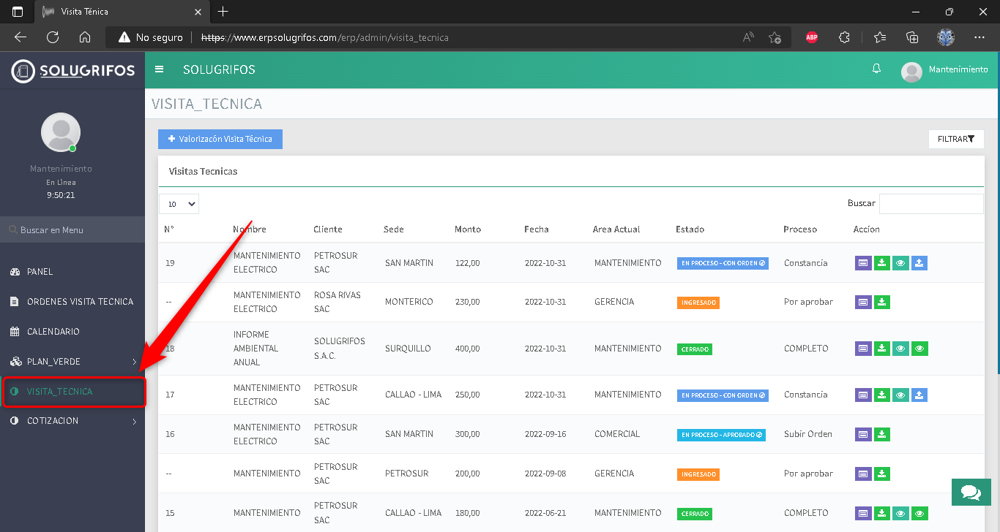 Visita Ténica
No seguro
https://www.erpsolugrifos.com/erp/admin/visita_tecnica
ABP
SOLUGRIFOS
SOLUGRIFOS
Mantenimiento
VISITA_TECNICA
Mantenimiento
En Linea
9:50:21
Buscar en Menu
PANEL
ORDENES VISITA TECNICA
CALENDARIO
PLAN_VERDE
VISITA_TECNICA
COTIZACION
Valorizacón Visita Técnica
FILTRAR
Visitas Tecnicas
10
Buscar
N° Nombre Cliente Sede Monto Fecha Area Actual Estado Proceso Accion
19 MANTENIMIENTO ELECTRICO PETROSUR SAC SAN MARTIN 122,00 2022-10-31 MANTENIMIENTO EN PROCESO - CON ORDEN Constancia
-- MANTENIMIENTO ELECTRICO ROSA RIVAS SAC MONTERICO 230,00 2022-10-31 GERENCIA INGRESADO Por aprobar
18 INFORME AMBIENTAL ANUAL SOLUGRIFOS S.A.C. SURQUILLO 400,00 2022-10-31 MANTENIMIENTO CERRADO COMPLETO
17 MANTENIMIENTO ELECTRICO PETROSUR SAC CALLAO - LIMA 250,00 2022-10-31 MANTENIMIENTO EN PROCESO - CON ORDEN Constancia
16 MANTENIMIENTO ELECTRICO PETROSUR SAC SAN MARTIN 300,00 2022-09-16 COMERCIAL EN PROCESO - APROBADO Subir Orden
-- MANTENIMIENTO PETROSUR SAC PETROSUR 200,00 2022-09-08 GERENCIA INGRESADO Por aprobar
15 MANTENIMIENTO PETROSUR SAC CALLAO - LIMA 180,00 2022-06-21 MANTENIMIENTO CERRADO COMPLETO